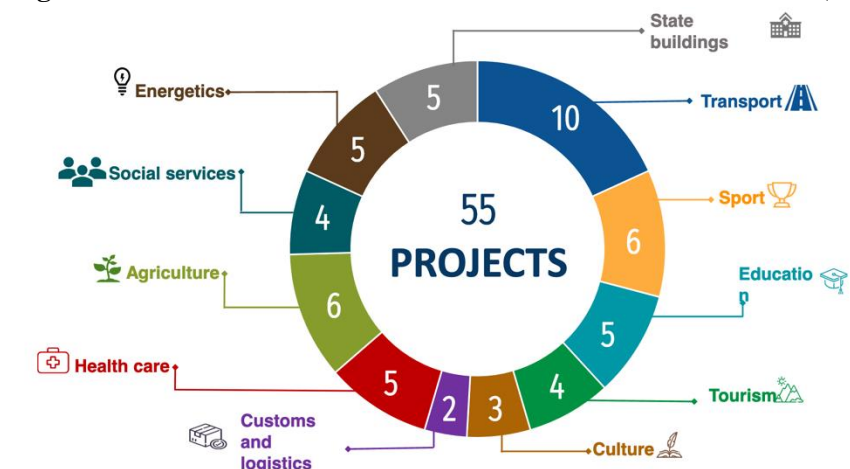 State
buildings
5
10
Transport
Energetics
5
Social services
4
55
PROJECTS
Sport
6
Agriculture
6
Educatio
n
5
Health care
5
2
3
4
Tourism
Customs
and
logistics
Culture